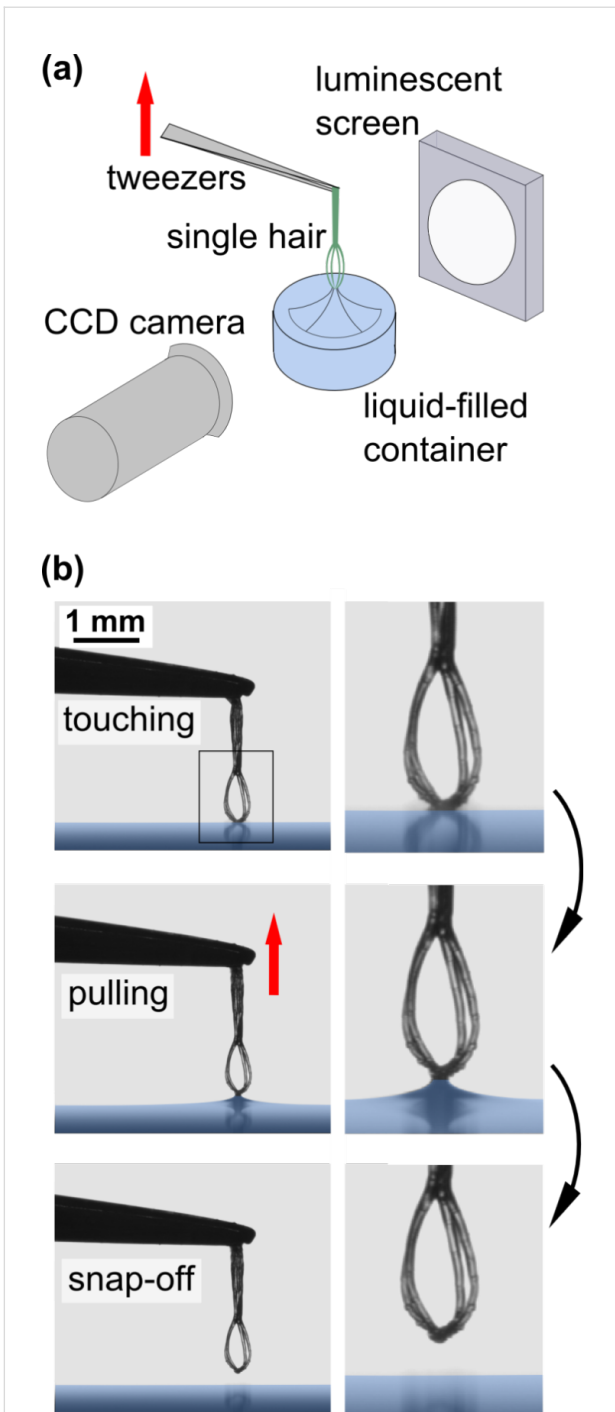 (a)
luminescent
screen
tweezers
single hair
CCD camera
liquid-filled
container
(b)
1 mm
touching
pulling
snap-off